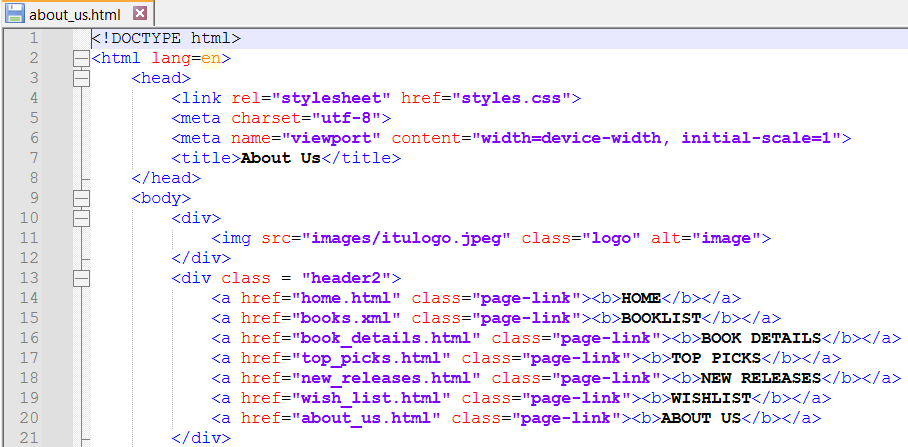 about_us.html
1 <!DOCTYPE html>
2 <html lang=en>
3 <head>
4 <link rel="stylesheet" href="styles.css">
5 <meta charset="utf-8">
6 <meta name="viewport" content="width=device-width, initial-scale=1">
7 <title>About Us</title>
8 </head>
9 <body>
10 <div>
11 <img src="images/itulogo.jpeg" class="logo" alt="image">
12 </div>
13 <div class = "header2">
14 <a href="home.html" class="page-link"><b>HOME</b></a>
15 <a href="books.xml" class="page-link"><b>BOOKLIST</b></a>
16 <a href="book_details.html" class="page-link"><b>BOOK DETAILS</b></a>
17 <a href="top_picks.html" class="page-link"><b>TOP PICKS</b></a>
18 <a href="new_releases.html" class="page-link"><b>NEW RELEASES</b></a>
19 <a href="wish_list.html" class="page-link"><b>WISHLIST</b></a>
20 <a href="about_us.html" class="page-link"><b>ABOUT US</b></a>
21 </div>